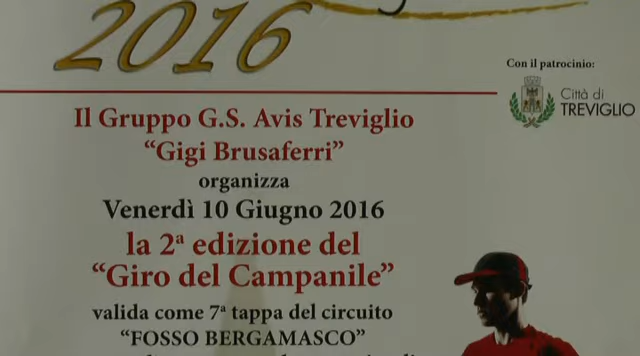 2016
Con il patrocinio:
Città di
TREVIGLIO
Il Gruppo G.S. Avis Treviglio
“Gigi Brusaferri”
organizza
Venerdì 10 Giugno 2016
la 2ª edizione del
“Giro del Campanile”
valida come 7ª tappa del circuito
“FOSSO BERGAMASCO”